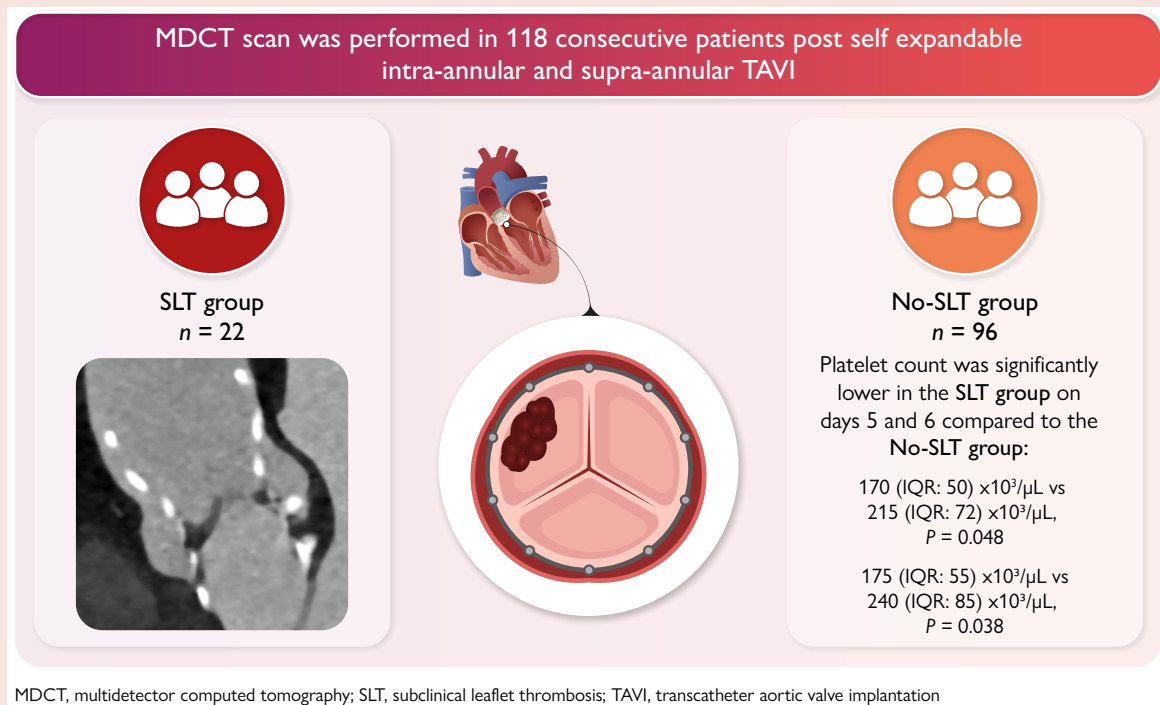 MDCT scan was performed in 118 consecutive patients post self expandable
intra-annular and supra-annular TAVI
SLT group
n = 22
No-SLT group
n = 96
Platelet count was significantly
lower in the SLT group on
days 5 and 6 compared to the
No-SLT group:
170 (IQR: 50) x10³/µL vs
215 (IQR: 72) x10³/µL,
P = 0.048
175 (IQR: 55) x10³/µL vs
240 (IQR: 85) x10³/µL,
P = 0.038
MDCT, multidetector computed tomography; SLT, subclinical leaflet thrombosis; TAVI, transcatheter aortic valve implantation